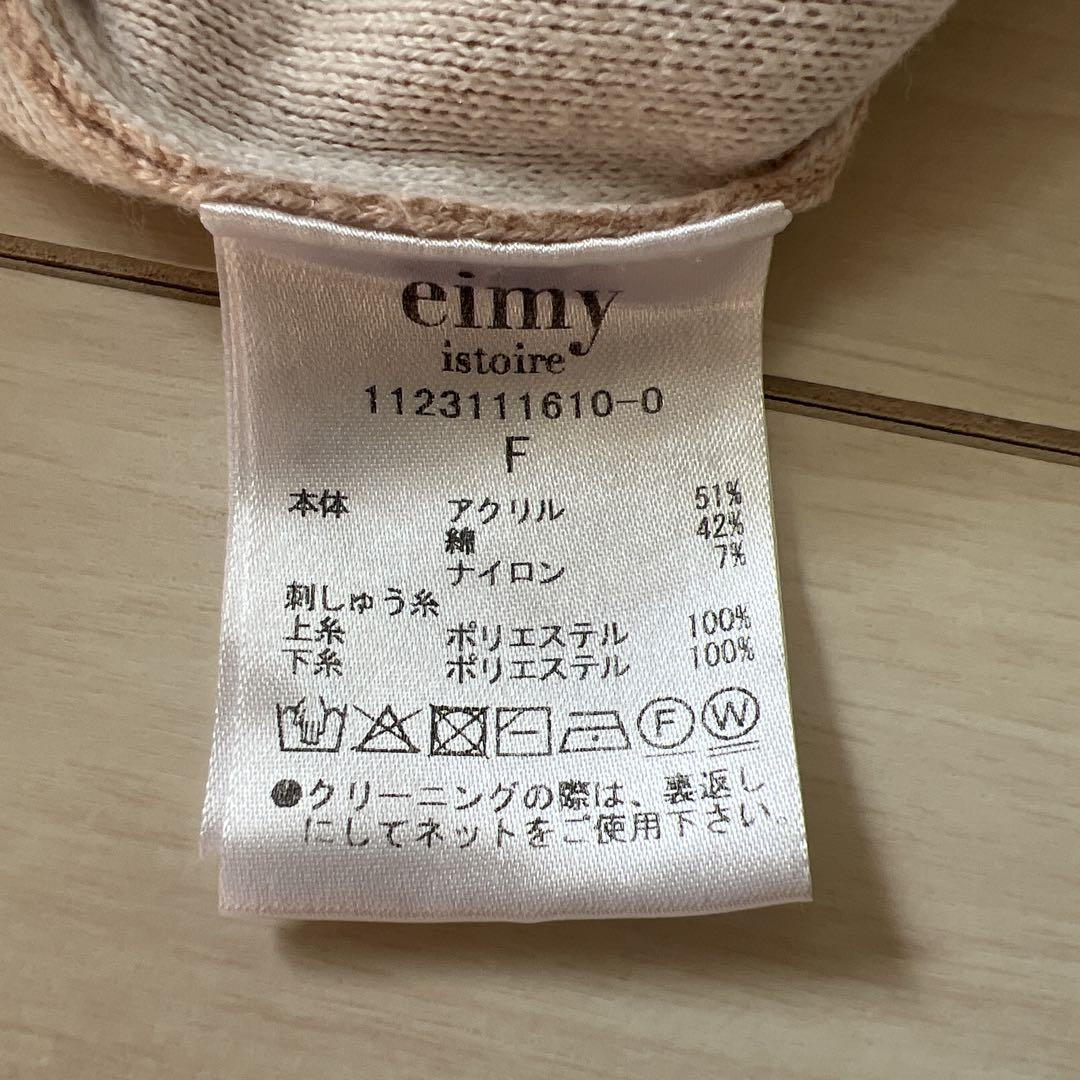 eimy
istoire
1123111610-0
F
本体 アクリル 51%
綿 42%
ナイロン 7%
刺しゅう糸
上糸 ポリエステル 100%
下糸 ポリエステル 100%
F W
●クリーニングの際は、裏返し
にしてネットをご使用下さい。